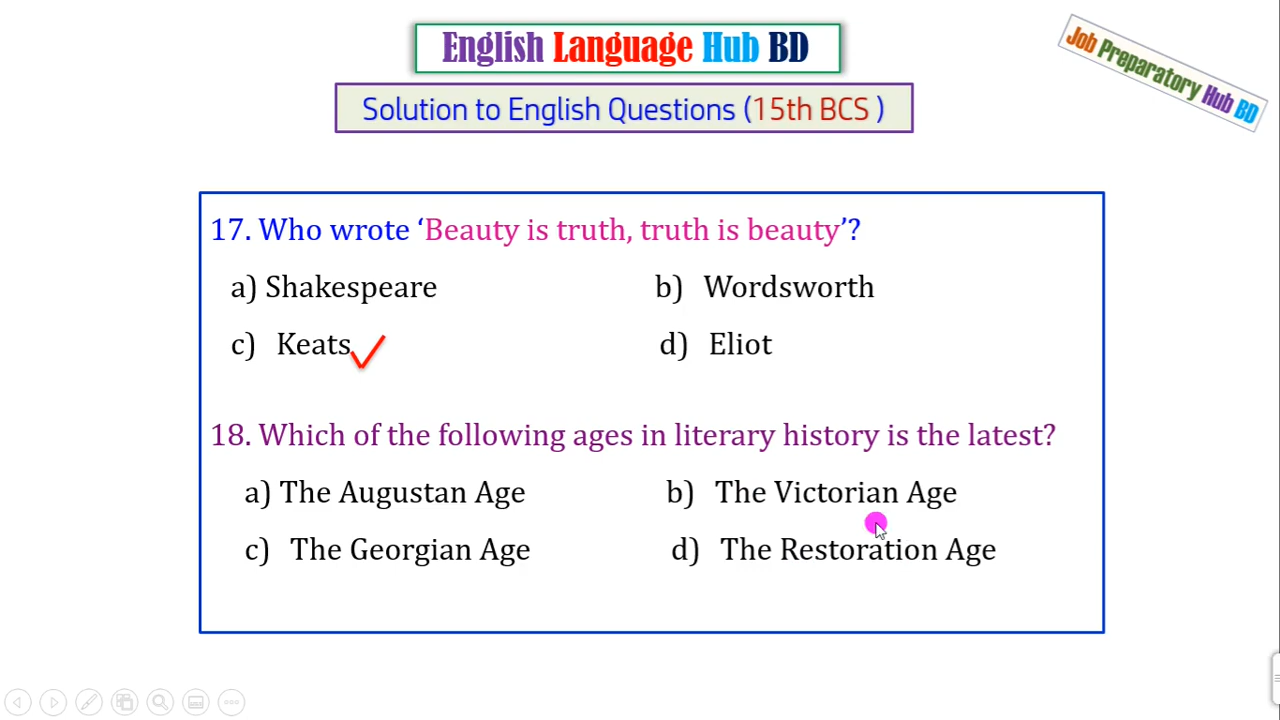 English Language Hub BD
Job Preparatory Hub BD
Solution to English Questions (15th BCS )
17. Who wrote ‘Beauty is truth, truth is beauty’?
a) Shakespeare b) Wordsworth
c) Keats d) Eliot
18. Which of the following ages in literary history is the latest?
a) The Augustan Age b) The Victorian Age
c) The Georgian Age d) The Restoration Age